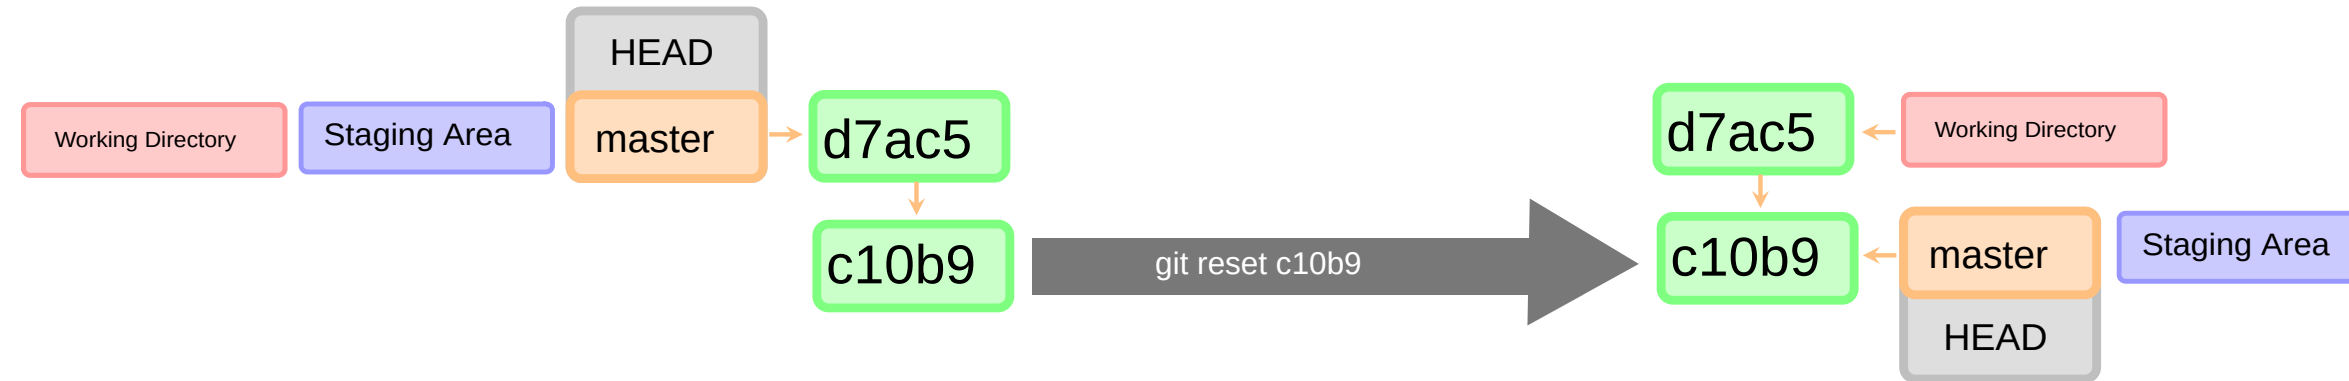 HEAD
Working Directory
Staging Area
master
d7ac5
c10b9
git reset c10b9
d7ac5
Working Directory
c10b9
master
Staging Area
HEAD